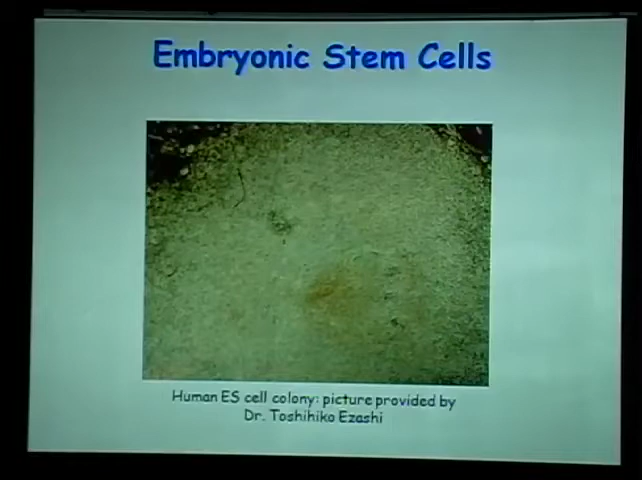 Embryonic Stem Cells
Human ES cell colony: picture provided by
Dr. Toshihiko Ezashi